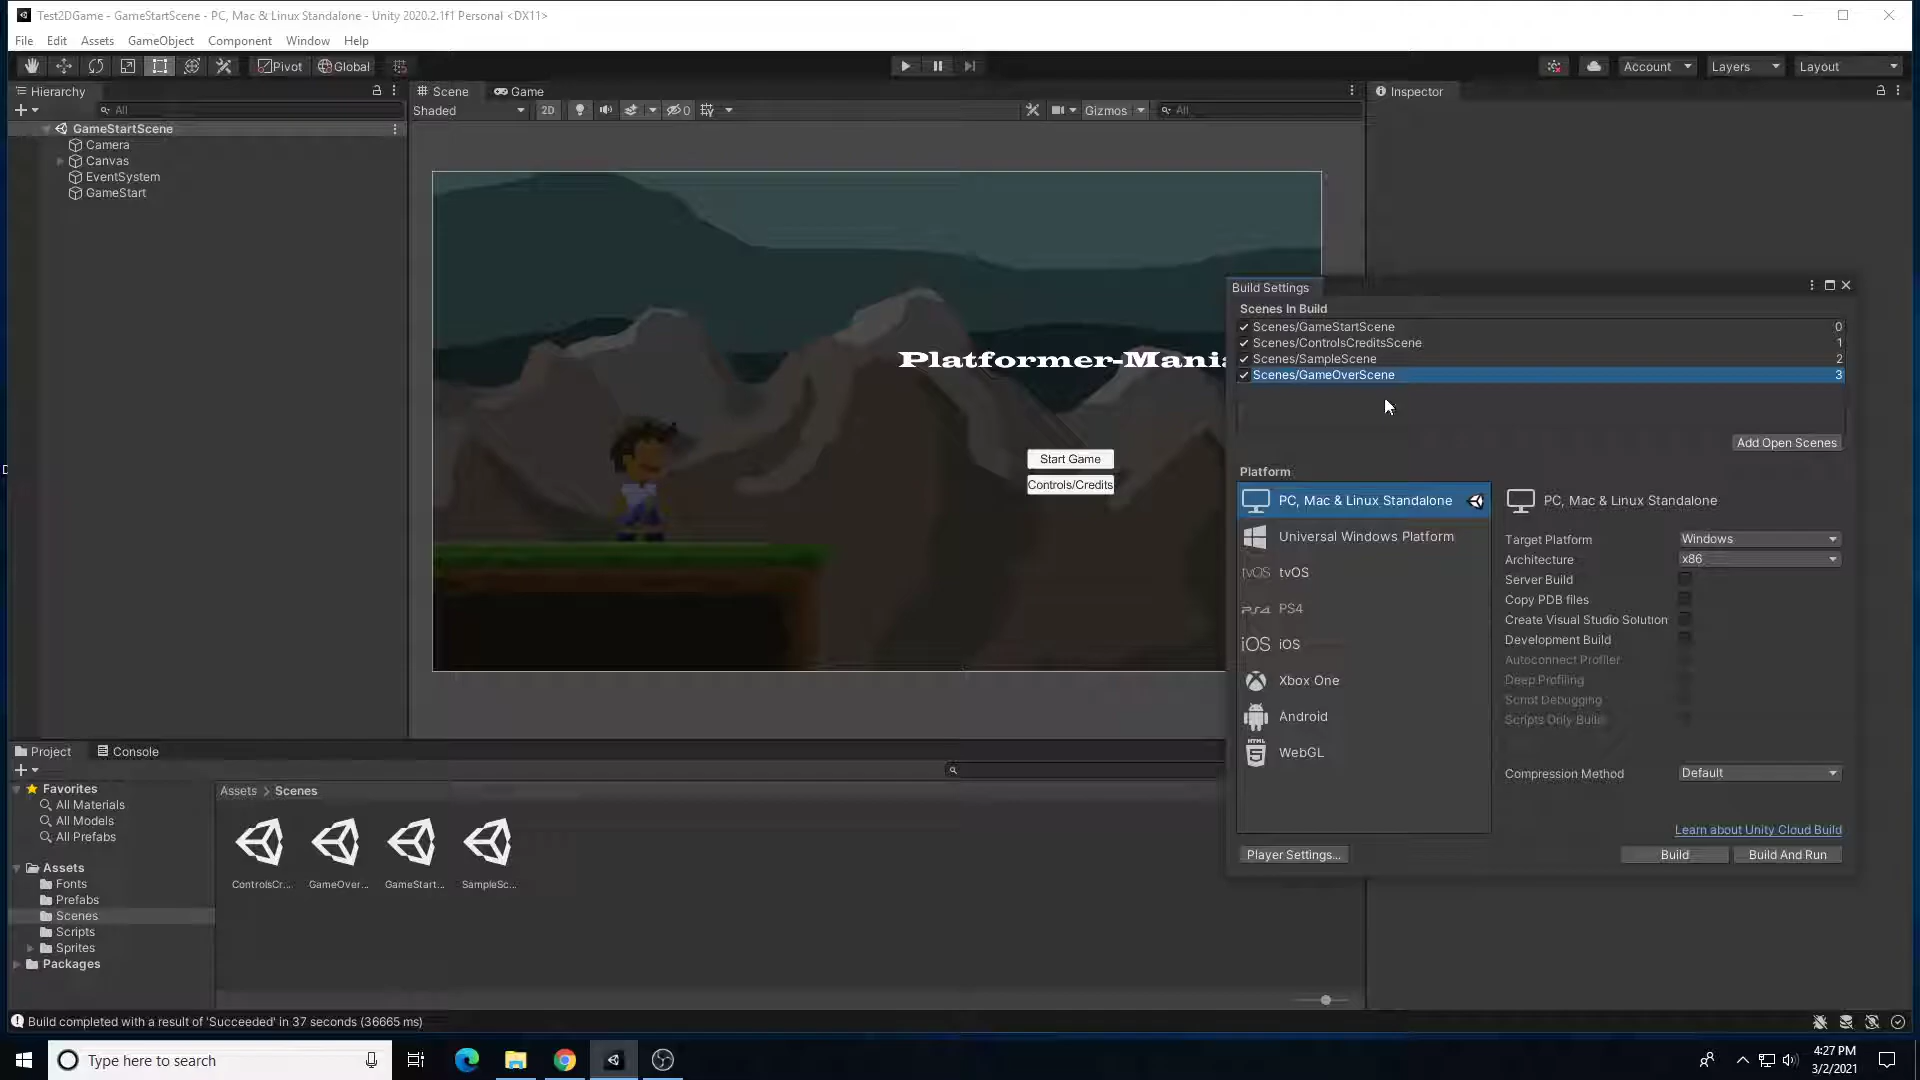 Test2DGame - GameStartScene - PC, Mac & Linux Standalone - Unity 2020.2.1f1 Personal <DX11>
File Edit Assets GameObject Component Window Help
Pivot Global Account Layers Layout
Hierarchy
All
GameStartScene
Camera
Canvas
EventSystem
GameStart
Scene Game
Shaded 2D 0 Gizmos All
Platformer-Mania
Start Game
Controls/Credits
Inspector
Build Settings
Scenes In Build
Scenes/GameStartScene 0
Scenes/ControlsCreditsScene 1
Scenes/SampleScene 2
Scenes/GameOverScene 3
Add Open Scenes
Platform
PC, Mac & Linux Standalone
Universal Windows Platform
tvOS tvOS
PS4 PS4
iOS iOS
Xbox One
Android
HTML 5 WebGL
PC, Mac & Linux Standalone
Target Platform Windows
Architecture x86
Server Build
Copy PDB files
Create Visual Studio Solution
Development Build
Autoconnect Profiler
Deep Profiling
Script Debugging
Scripts Only Build
Compression Method Default
Learn about Unity Cloud Build
Player Settings... Build Build And Run
Project Console
Favorites
All Materials
All Models
All Prefabs
Assets
Fonts
Prefabs
Scenes
Scripts
Sprites
Packages
Assets > Scenes
ControlsCr... GameOver... GameStart... SampleSc...
Build completed with a result of 'Succeeded' in 37 seconds (36665 ms)
Type here to search
4:27 PM
3/2/2021